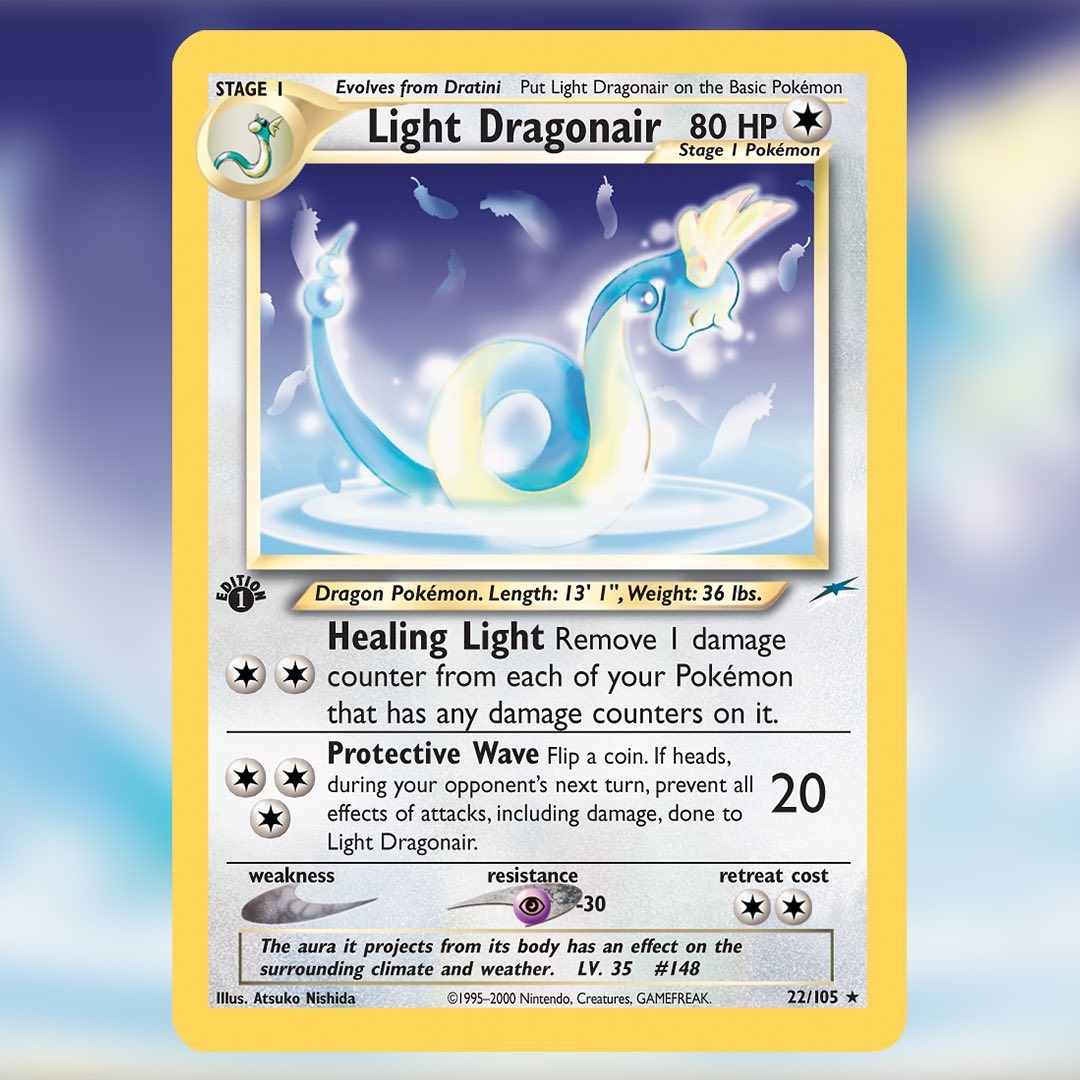 STAGE 1
Evolves from Dratini Put Light Dragonair on the Basic Pokémon
Light Dragonair 80 HP
Stage 1 Pokémon
EDITION
1
Dragon Pokémon. Length: 13' 1", Weight: 36 lbs.
Healing Light Remove 1 damage
counter from each of your Pokémon
that has any damage counters on it.
Protective Wave Flip a coin. If heads,
during your opponent's next turn, prevent all
effects of attacks, including damage, done to
Light Dragonair.
20
weakness resistance retreat cost
-30
The aura it projects from its body has an effect on the
surrounding climate and weather. LV. 35 #148
Illus. Atsuko Nishida ©1995–2000 Nintendo, Creatures, GAMEFREAK. 22/105 ★